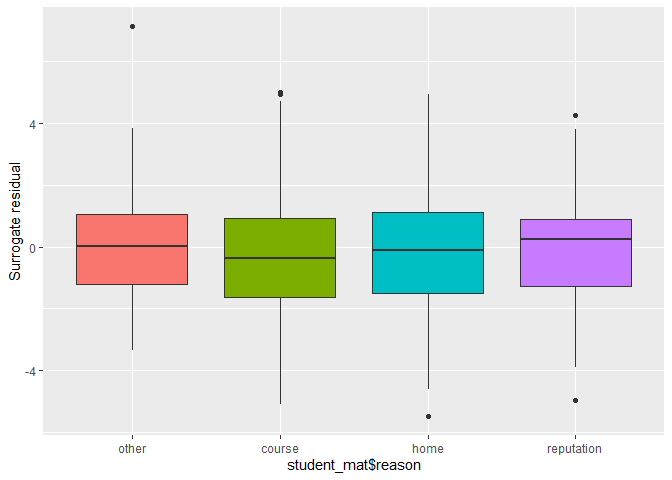 Surrogate residual
4
0
-4
other course home reputation
student_mat$reason